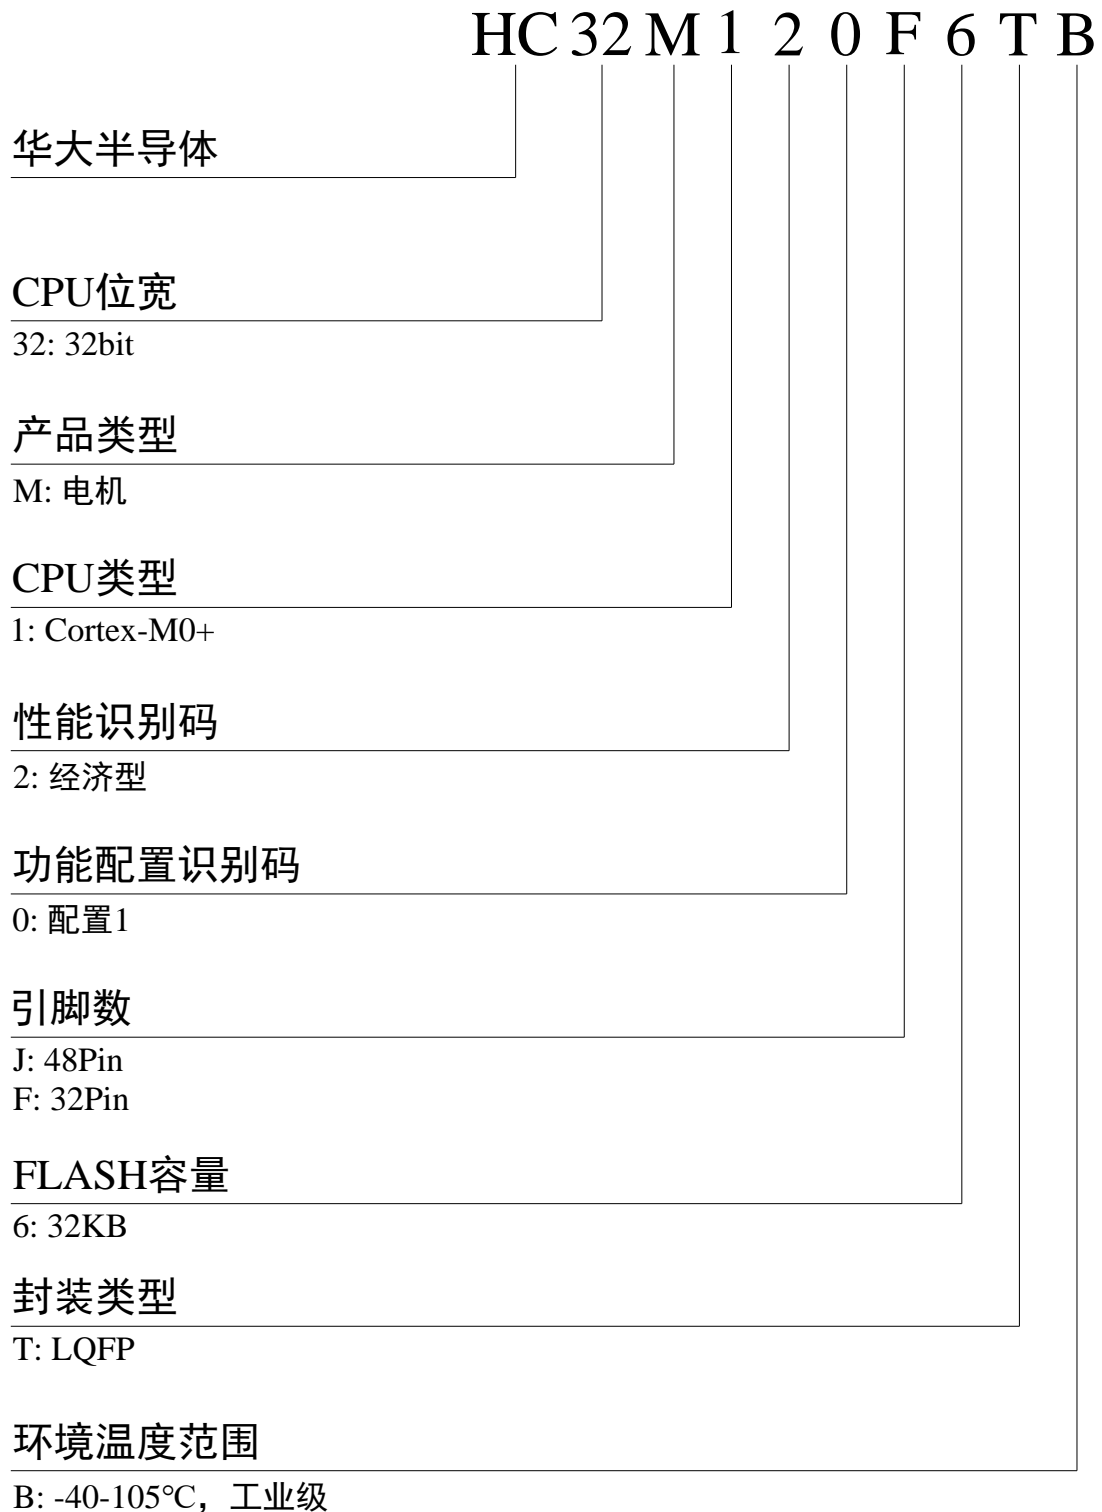 HC32M120F6TB
华大半导体
CPU位宽
32: 32bit
产品类型
M: 电机
CPU类型
1: Cortex-M0+
性能识别码
2: 经济型
功能配置识别码
0: 配置1
引脚数
J: 48Pin
F: 32Pin
FLASH容量
6: 32KB
封装类型
T: LQFP
环境温度范围
B: -40-105℃，工业级